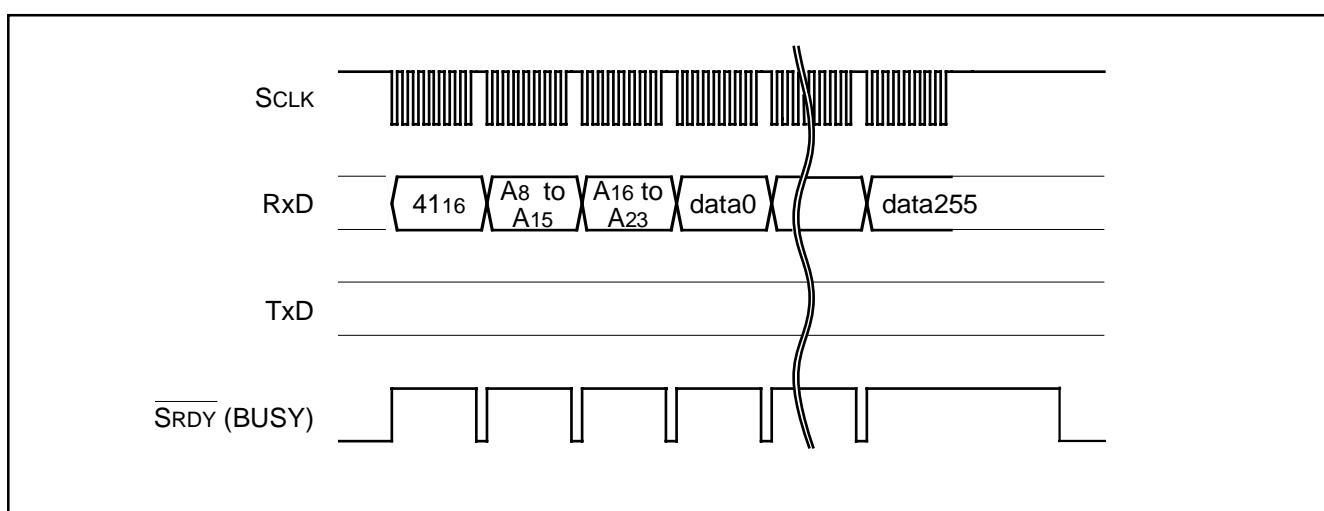 SCLK
RxD
4116
A8 to
A15
A16 to
A23
data0
data255
TxD
SRDY (BUSY)